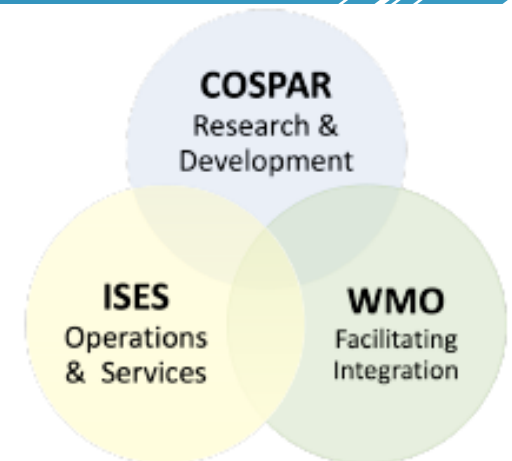 COSPAR
Research &
Development
ISES
Operations
& Services
WMO
Facilitating
Integration